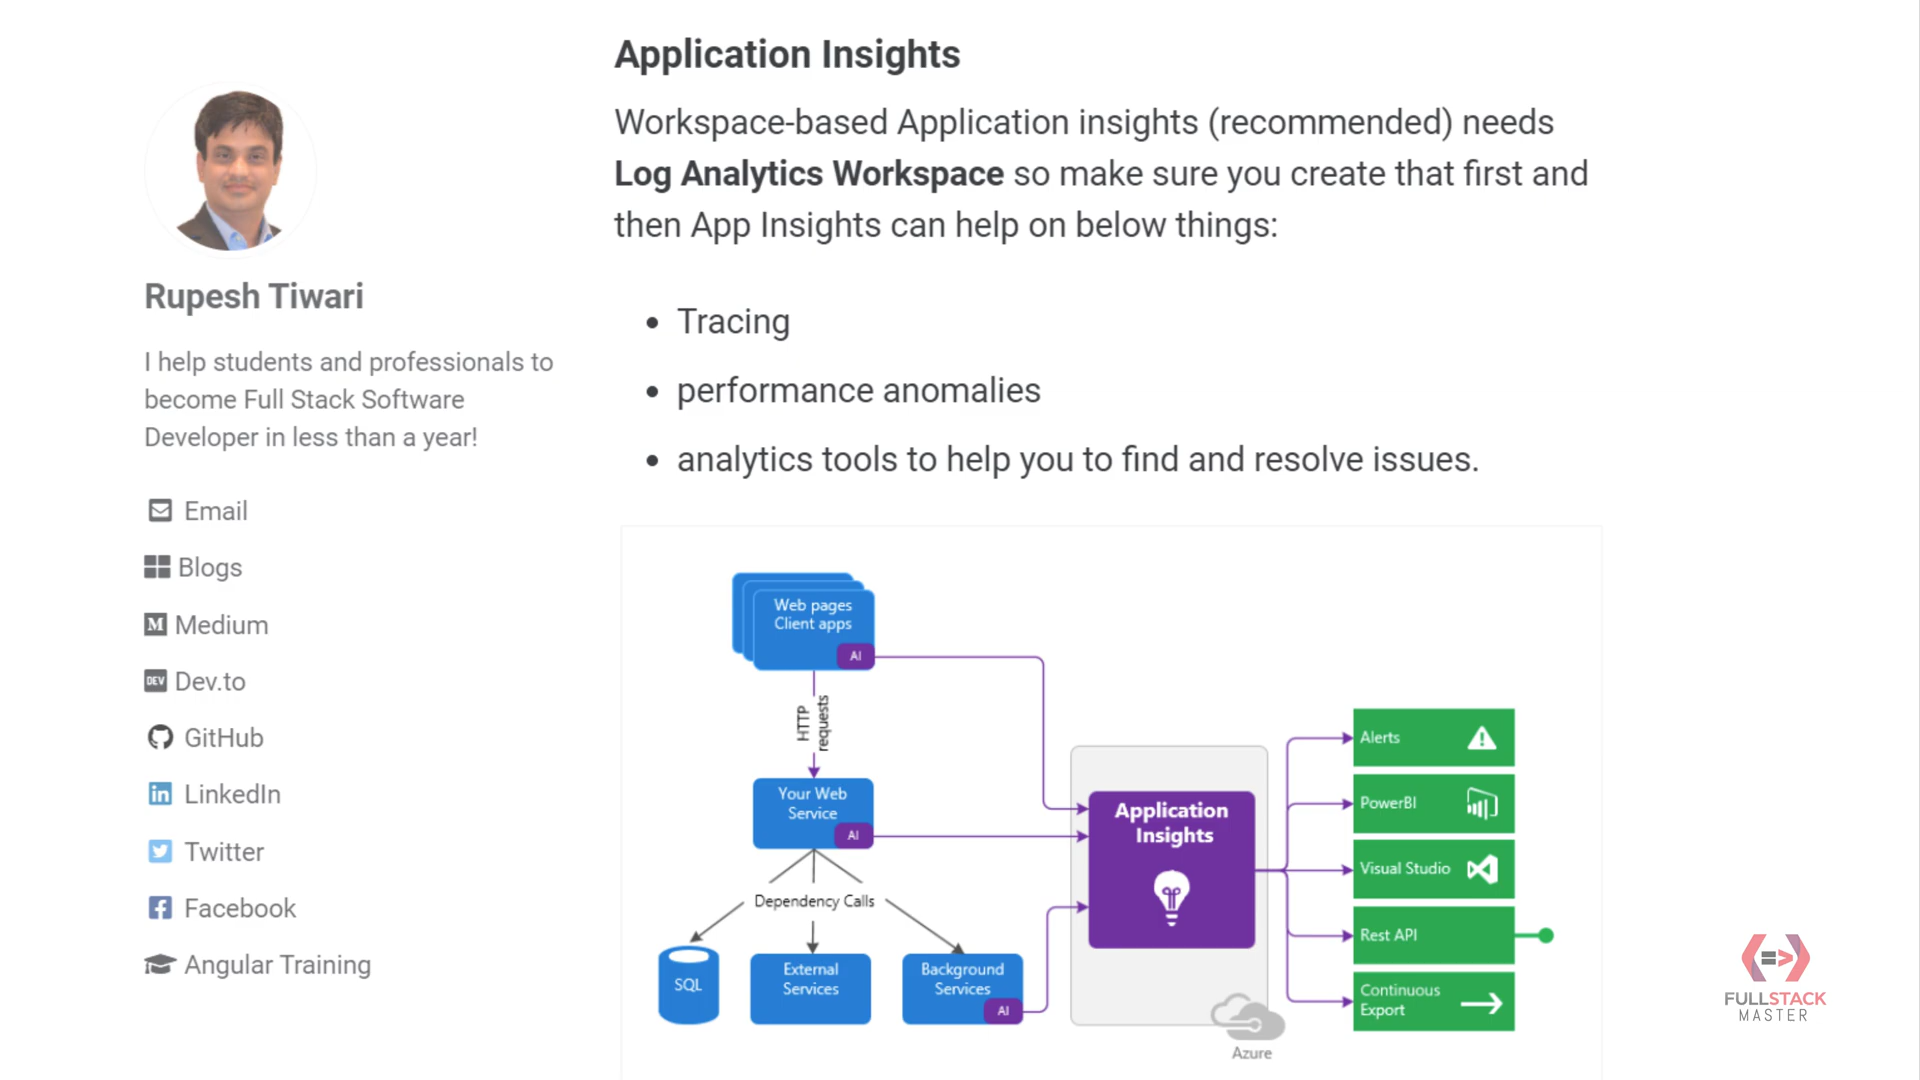 Rupesh Tiwari
I help students and professionals to
become Full Stack Software
Developer in less than a year!
Email
Blogs
Medium
DEV Dev.to
GitHub
LinkedIn
Twitter
Facebook
Angular Training
Application Insights
Workspace-based Application insights (recommended) needs
Log Analytics Workspace so make sure you create that first and
then App Insights can help on below things:
• Tracing
• performance anomalies
• analytics tools to help you to find and resolve issues.
Web pages
Client apps
AI
HTTP
requests
Your Web
Service
AI
Dependency Calls
SQL
External
Services
Background
Services
AI
Application
Insights
Azure
Alerts
PowerBI
Visual Studio
Rest API
Continuous
Export
FULLSTACK
MASTER